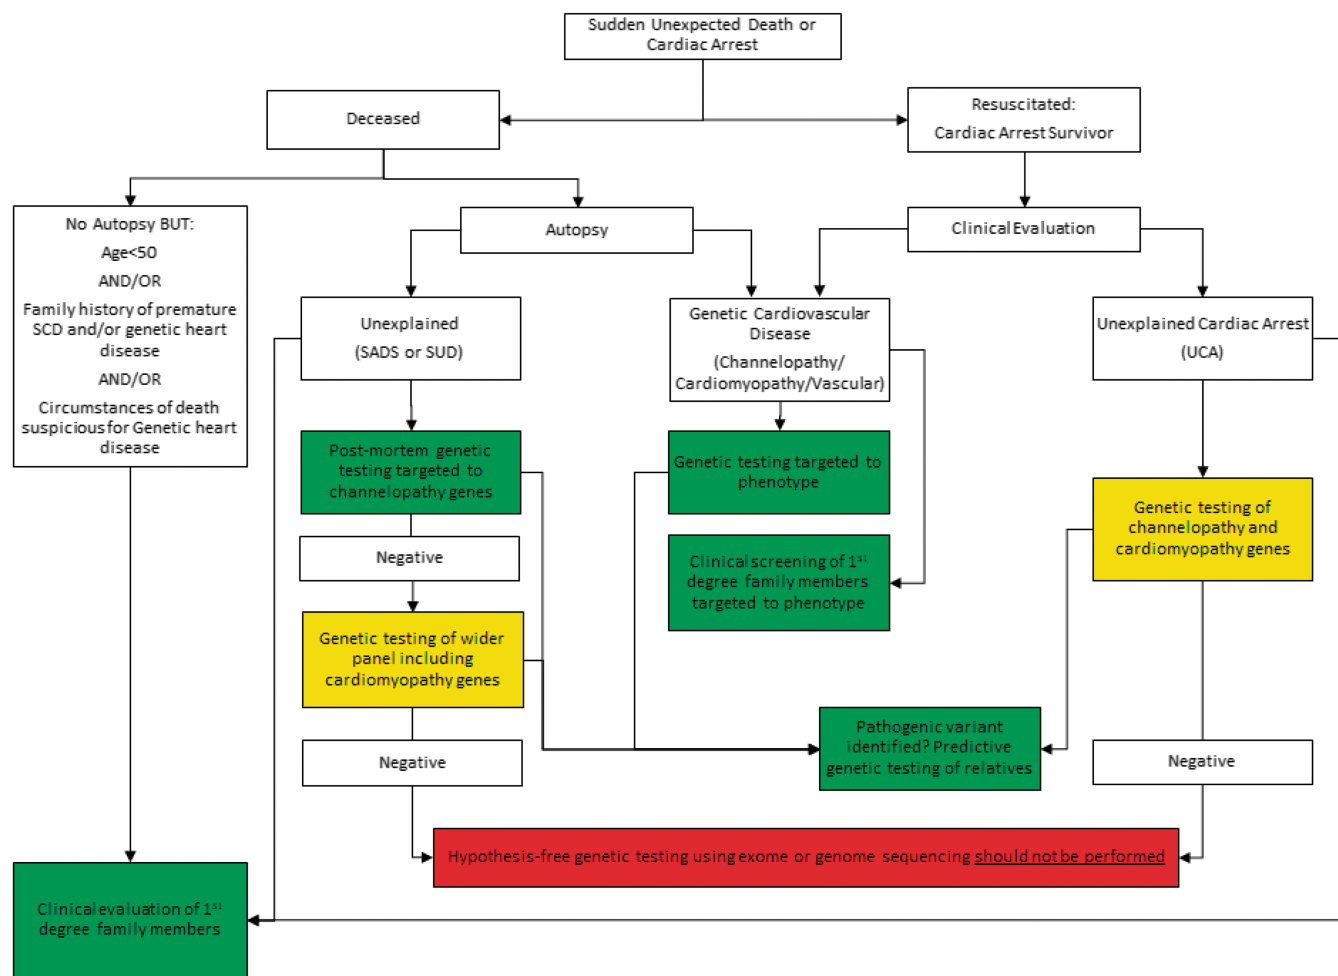 Sudden Unexpected Death or
Cardiac Arrest
Deceased
Resuscitated:
Cardiac Arrest Survivor
No Autopsy BUT:
Age<50
AND/OR
Family history of premature
SCD and/or genetic heart
disease
AND/OR
Circumstances of death
suspicious for Genetic heart
disease
Autopsy
Clinical Evaluation
Unexplained
(SADS or SUD)
Genetic Cardiovascular
Disease
(Channelopathy/
Cardiomyopathy/Vascular)
Unexplained Cardiac Arrest
(UCA)
Post-mortem genetic
testing targeted to
channelopathy genes
Genetic testing targeted to
phenotype
Genetic testing of
channelopathy and
cardiomyopathy genes
Negative
Clinical screening of 1st
degree family members
targeted to phenotype
Genetic testing of wider
panel including
cardiomyopathy genes
Pathogenic variant
identified? Predictive
genetic testing of relatives
Negative
Negative
Hypothesis-free genetic testing using exome or genome sequencing should not be performed
Clinical evaluation of 1st
degree family members